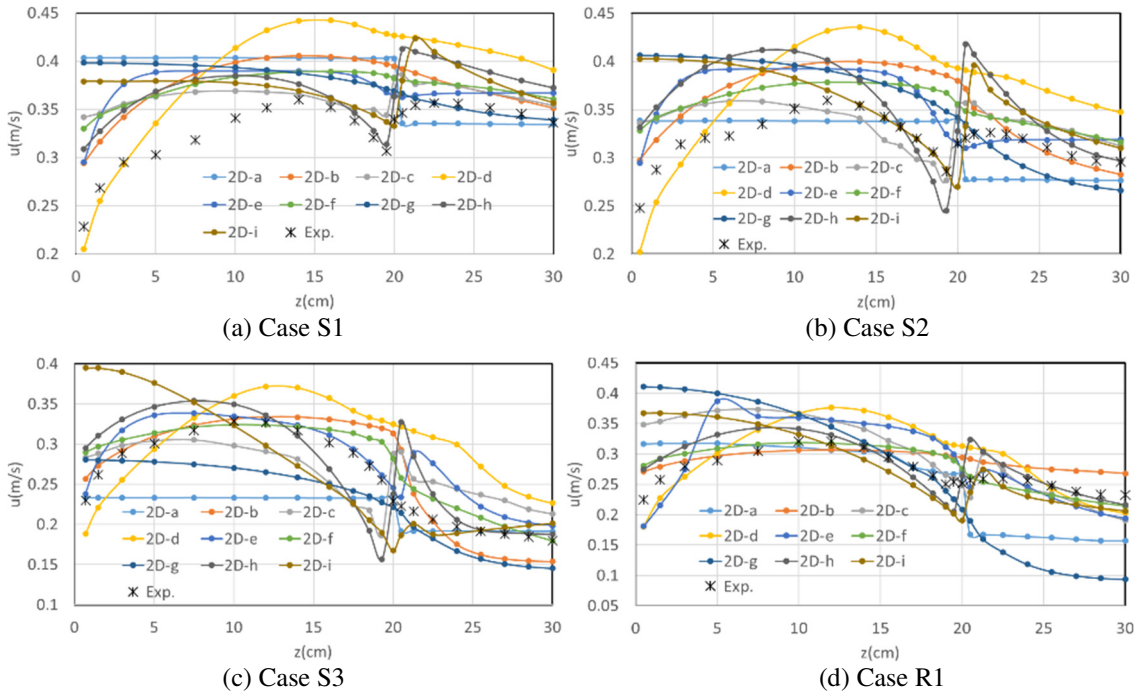 0.45
0.4
0.35
0.3
0.25
0.2
u(m/s)
0 5 10 15 20 25 30
z(cm)
2D-a 2D-b 2D-c 2D-d
2D-e 2D-f 2D-g 2D-h
2D-i Exp.
(a) Case S1
0.45
0.4
0.35
0.3
0.25
0.2
u(m/s)
0 5 10 15 20 25 30
z(cm)
2D-a 2D-b 2D-c
2D-d 2D-e 2D-f
2D-g 2D-h 2D-i
Exp.
(b) Case S2
0.4
0.35
0.3
0.25
0.2
0.15
0.1
u(m/s)
0 5 10 15 20 25 30
z(cm)
2D-a 2D-b 2D-c
2D-d 2D-e 2D-f
2D-g 2D-h 2D-i
Exp.
(c) Case S3
0.45
0.4
0.35
0.3
0.25
0.2
0.15
0.1
0.05
u(m/s)
0 5 10 15 20 25 30
z(cm)
2D-a 2D-b 2D-c
2D-d 2D-e 2D-f
2D-g 2D-h 2D-i
Exp.
(d) Case R1